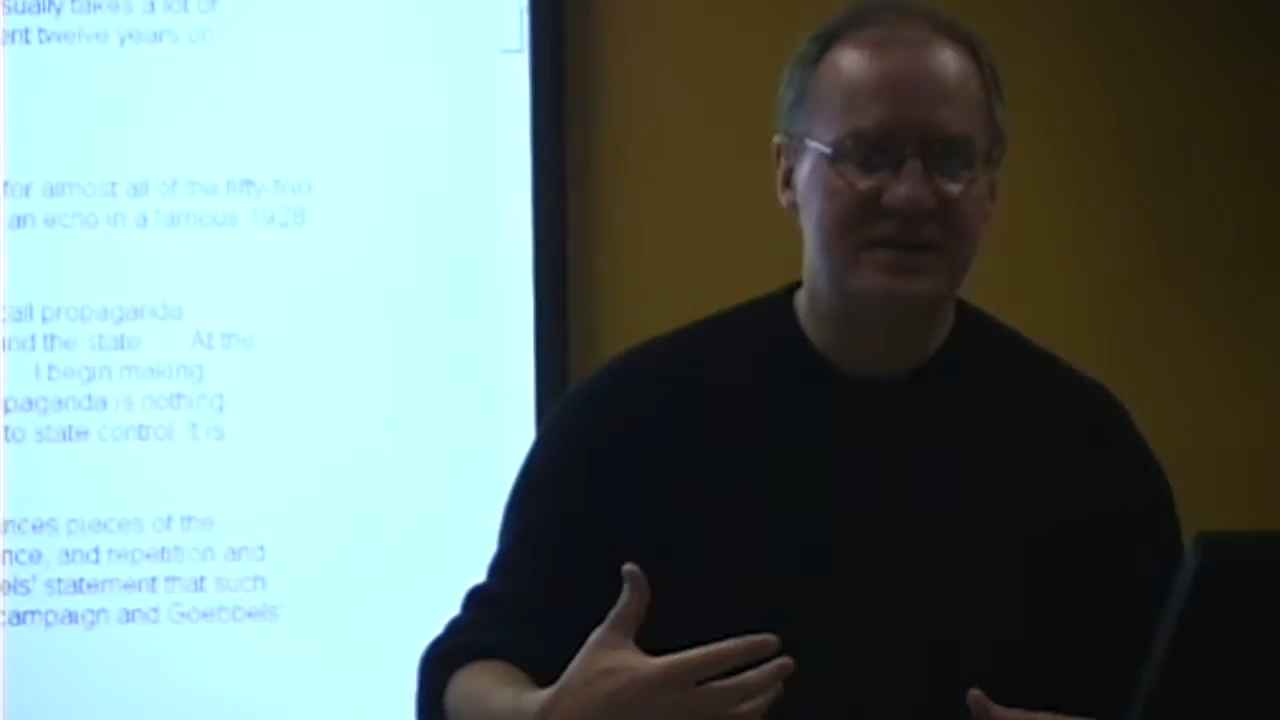 sually takes a lot of
ent twelve years on
for almost all of the fifty-two
an echo in a famous 1928
call propaganda
and the state ... At the
I begin making
paganda is nothing
to state control. It is
nces pieces of the
nce, and repetition and
els' statement that such
campaign and Goebbels'